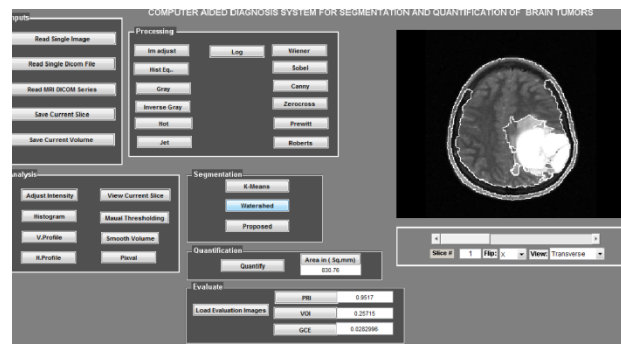 COMPUTER AIDED DIAGNOSIS SYSTEM FOR SEGMENTATION AND QUANTIFICATION OF BRAIN TUMORS
nputs
Read Single Image
Read Single Dicom File
Read MRI DICOM Series
Save Current Slice
Save Current Volume
Processing
Im adjust
Log
Wiener
Hist Eq..
Sobel
Gray
Canny
Inverse Gray
Zerocross
Hot
Prewitt
Jet
Roberts
nalysis
Adjust Intensity
View Current Slice
Histogram
Maual Thresholding
V.Profile
Smooth Volume
H.Profile
Pixval
Segmentation
K-Means
Watershed
Proposed
Quantification
Quantify
Area in ( Sq.mm)
830.76
Evaluate
Load Evaluation Images
PRI 0.9517
VOI 0.25715
GCE 0.0282996
Slice # 1 Flip: X View: Transverse